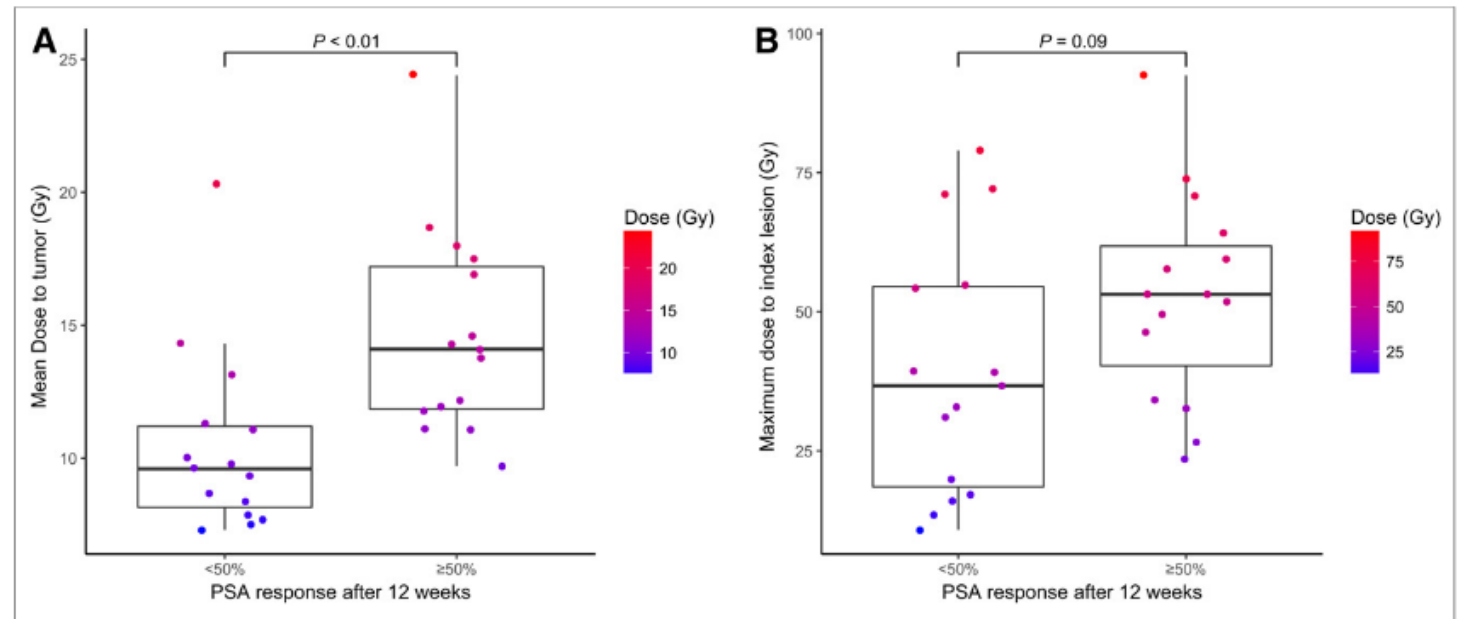 A
P < 0.01
25
20
15
10
Mean Dose to tumor (Gy)
<50%
≥50%
PSA response after 12 weeks
Dose (Gy)
20
15
10
B
P = 0.09
100
75
50
25
Maximum dose to index lesion (Gy)
<50%
≥50%
PSA response after 12 weeks
Dose (Gy)
75
50
25